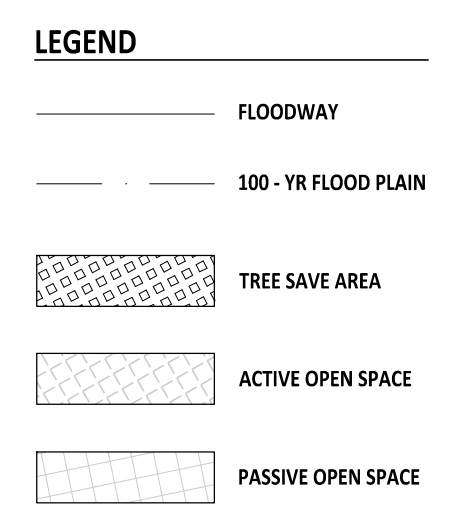 LEGEND
FLOODWAY
100 - YR FLOOD PLAIN
TREE SAVE AREA
ACTIVE OPEN SPACE
PASSIVE OPEN SPACE